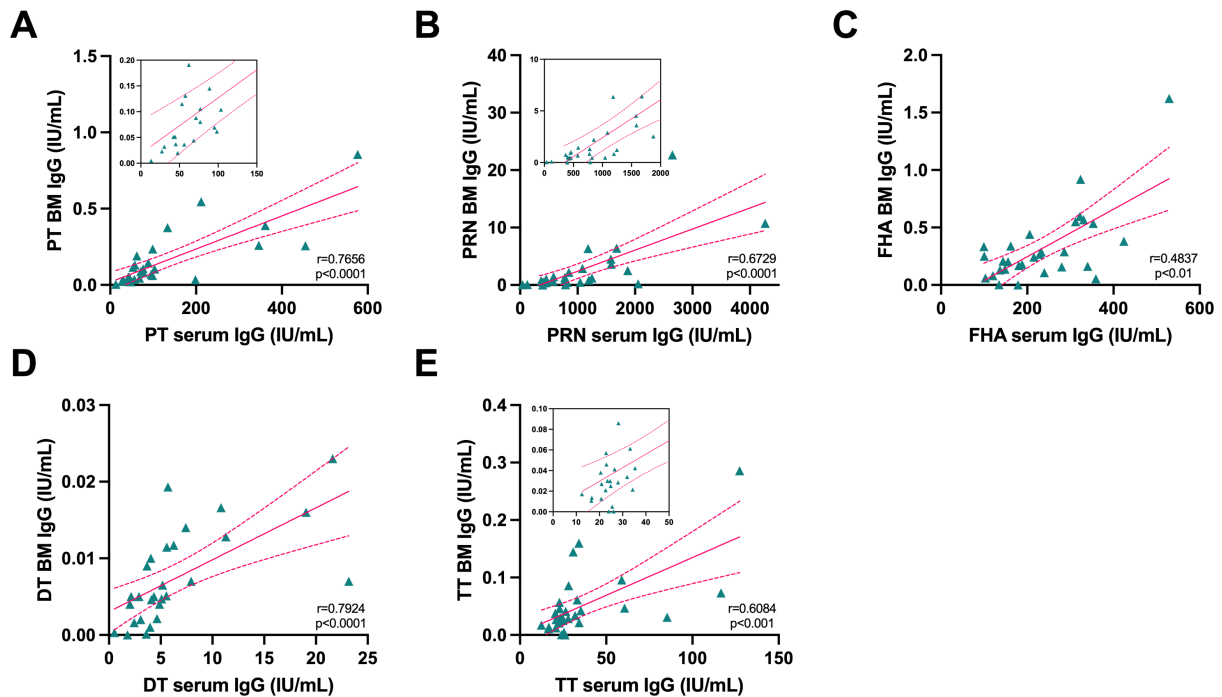 A
PT BM IgG (IU/mL)
1.5
1.0
0.5
0.0
0.20
0.15
0.10
0.05
0.00
0 50 100 150
r=0.7656
p<0.0001
0 200 400 600
PT serum IgG (IU/mL)
B
PRN BM IgG (IU/mL)
40
30
20
10
0
10
5
0
0 500 1000 1500 2000
r=0.6729
p<0.0001
0 1000 2000 3000 4000
PRN serum IgG (IU/mL)
C
FHA BM IgG (IU/mL)
2.0
1.5
1.0
0.5
0.0
r=0.4837
p<0.01
0 200 400 600
FHA serum IgG (IU/mL)
D
DT BM IgG (IU/mL)
0.03
0.02
0.01
0.00
r=0.7924
p<0.0001
0 5 10 15 20 25
DT serum IgG (IU/mL)
E
TT BM IgG (IU/mL)
0.4
0.3
0.2
0.1
0.0
0.10
0.08
0.06
0.04
0.02
0.00
0 10 20 30 40 50
r=0.6084
p<0.001
0 50 100 150
TT serum IgG (IU/mL)